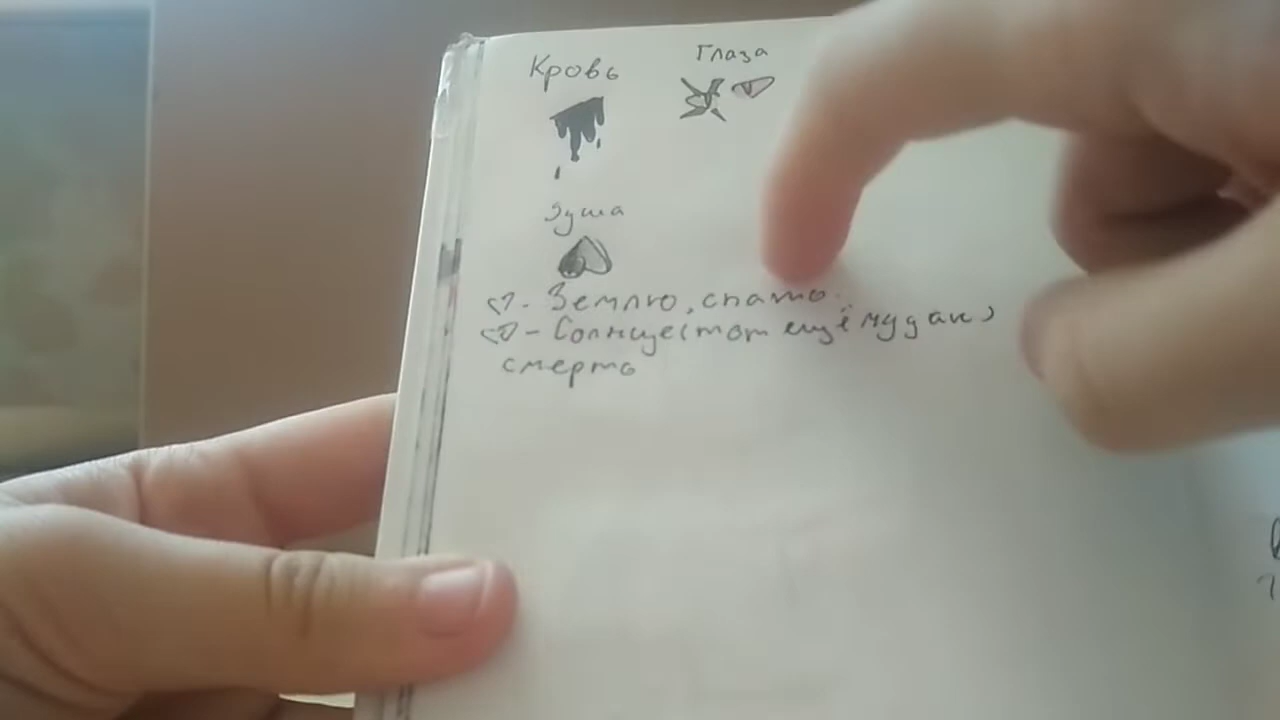 Кровь
Глаза
Душа
- Землю, спать.
- Солнце (тот ещё мудак)
смерть